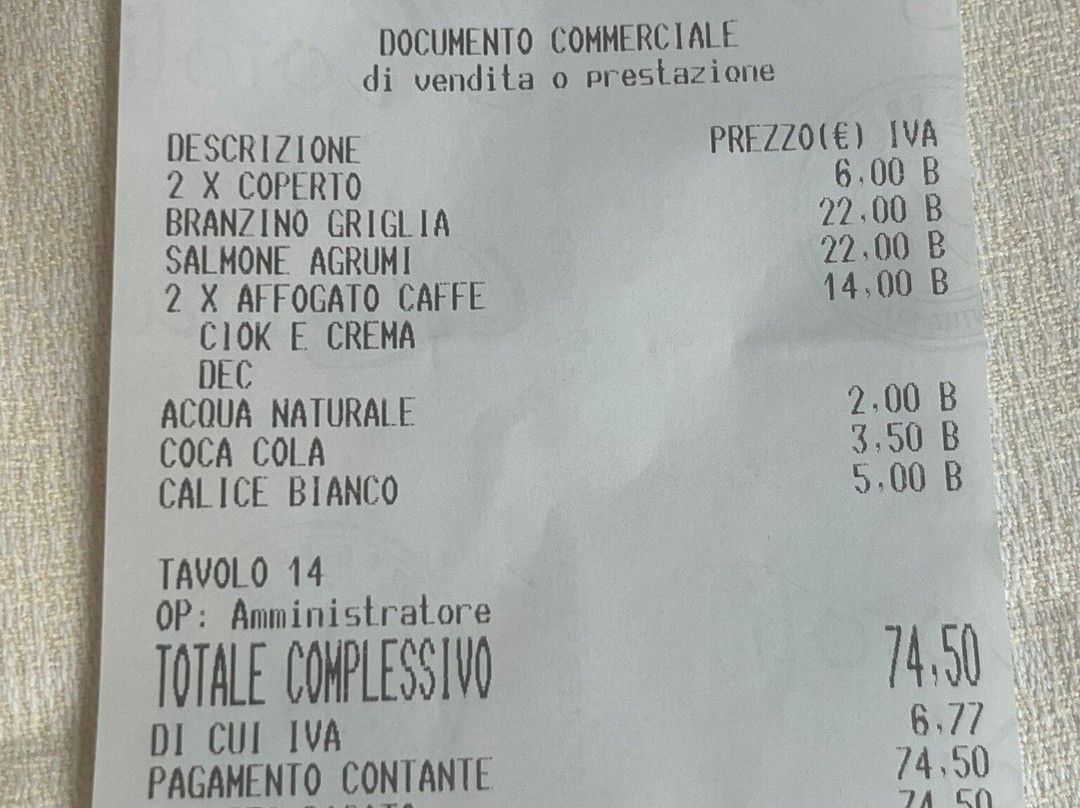 DOCUMENTO COMMERCIALE
di vendita o prestazione
DESCRIZIONE PREZZO(€) IVA
2 X COPERTO 6,00 B
BRANZINO GRIGLIA 22,00 B
SALMONE AGRUMI 22,00 B
2 X AFFOGATO CAFFE 14,00 B
CIOK E CREMA
DEC
ACQUA NATURALE 2,00 B
COCA COLA 3,50 B
CALICE BIANCO 5,00 B
TAVOLO 14
OP: Amministratore
TOTALE COMPLESSIVO 74,50
DI CUI IVA 6,77
PAGAMENTO CONTANTE 74,50
74,50